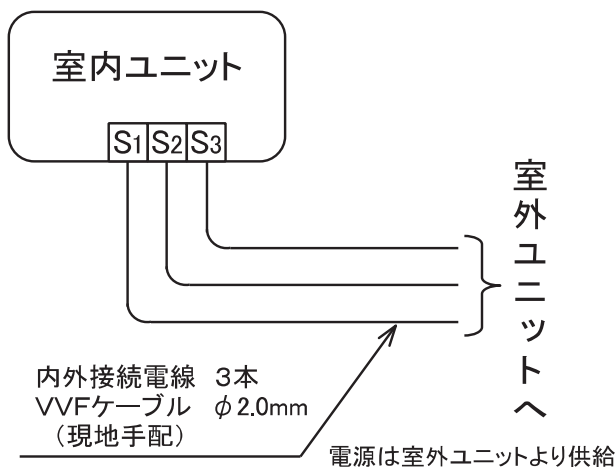 室内ユニット
S1 S2 S3
室外ユニットへ
内外接続電線 3本
VVFケーブル φ2.0mm
(現地手配)
電源は室外ユニットより供給